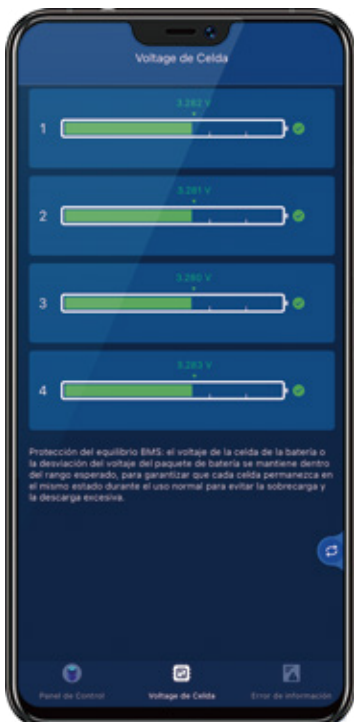 Voltage de Celda
3.282 V
1
3.281 V
2
3.280 V
3
3.283 V
4
Protección del equilibrio BMS: el voltaje de la celda de la batería o
la desviación del voltaje del paquete de batería se mantiene dentro
del rango esperado, para garantizar que cada celda permanezca en
el mismo estado durante el uso normal para evitar la sobrecarga y
la descarga excesiva.
Panel de Control
Voltage de Celda
Error de información